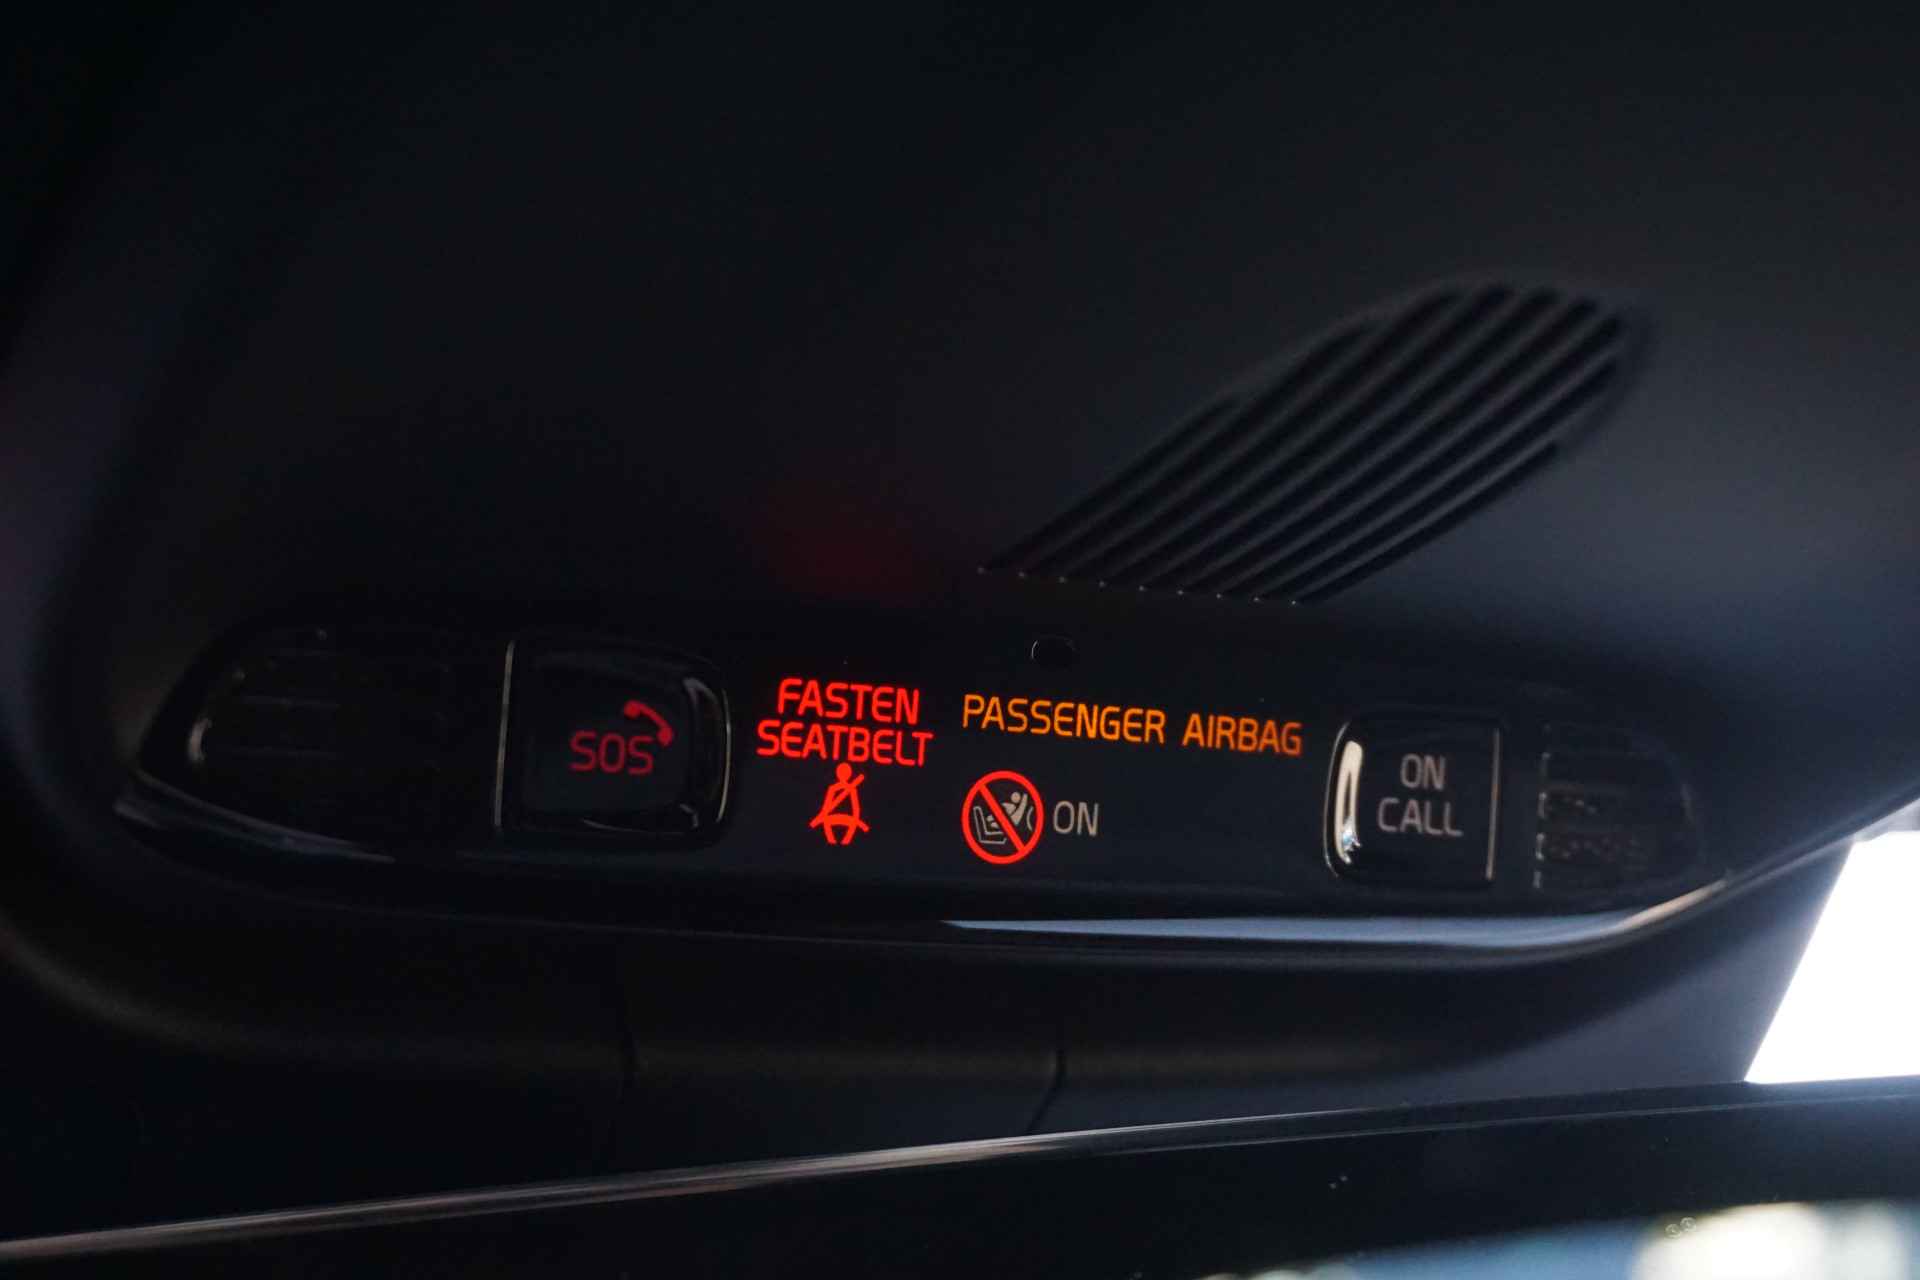 SOS
FASTEN
SEATBELT
PASSENGER AIRBAG
ON
ON
CALL